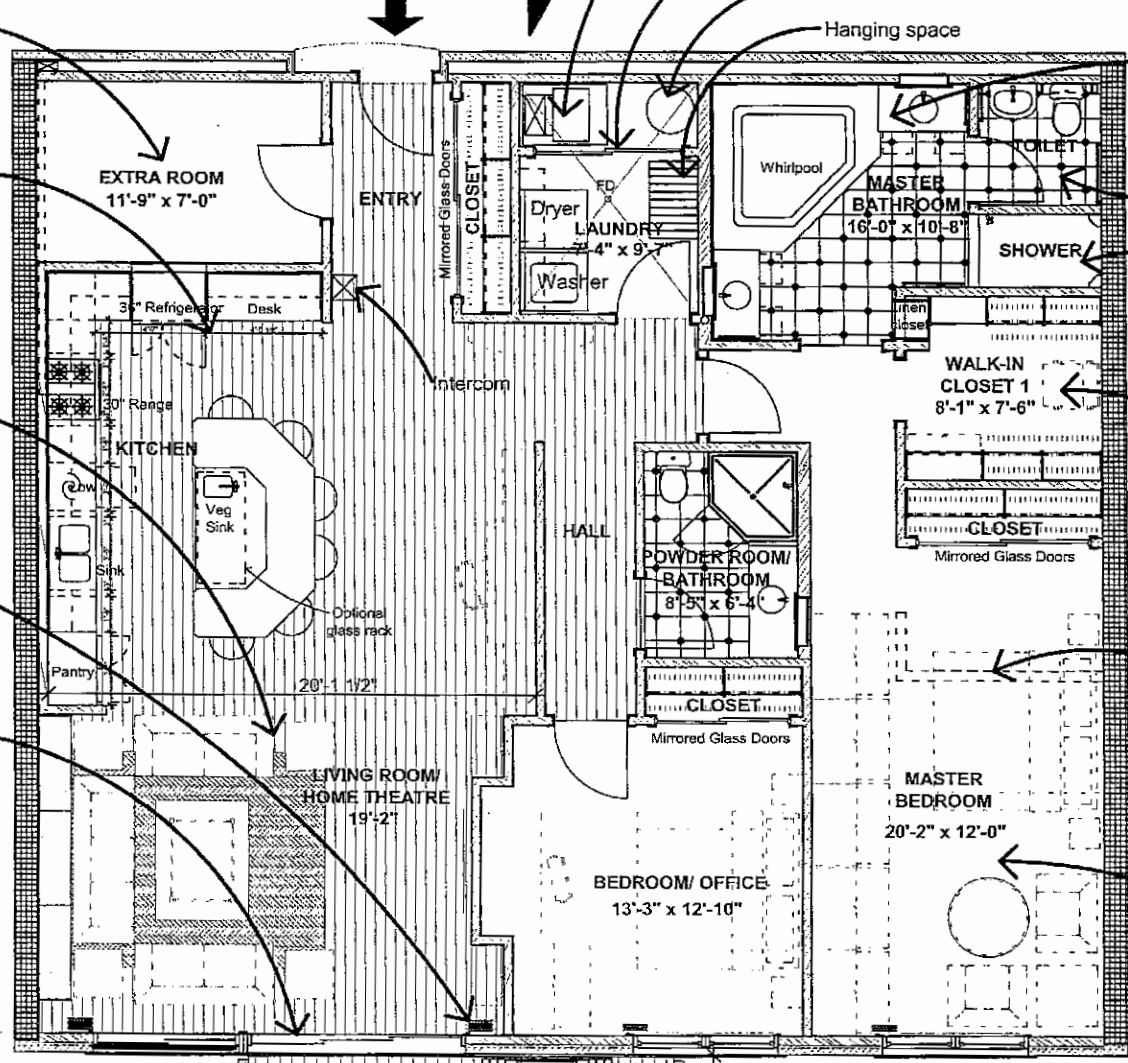 Hanging space
EXTRA ROOM
11'-9" x 7'-0"
ENTRY
Mirrored Glass Doors
CLOSET
FD
Dryer
LAUNDRY
7'-4" x 9'-7"
Washer
Whirlpool
MASTER
BATHROOM
16'-0" x 10'-8"
TOILET
SHOWER
Linen
closet
36" Refrigerator
Desk
Intercom
30" Range
KITCHEN
Veg
Sink
Sink
Optional
glass rack
Pantry
20'-1 1/2"
WALK-IN
CLOSET 1
8'-1" x 7'-6"
CLOSET
Mirrored Glass Doors
HALL
POWDER ROOM/
BATHROOM
8'-5" x 6'-4"
CLOSET
Mirrored Glass Doors
LIVING ROOM/
HOME THEATRE
19'-2"
BEDROOM/ OFFICE
13'-3" x 12'-10"
MASTER
BEDROOM
20'-2" x 12'-0"